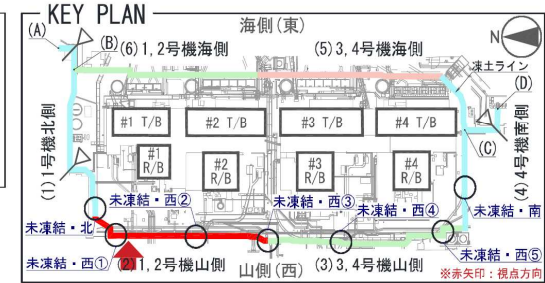 KEY PLAN
海側(東)
N
(A)
(B)
(6)1,2号機海側
(5)3,4号機海側
凍土ライン
(D)
#1 T/B
#2 T/B
#3 T/B
#4 T/B
(C)
(1)1号機北側
(4)4号機南側
#1
R/B
#2
R/B
#3
R/B
#4
R/B
未凍結・北
未凍結・西②
未凍結・西③
未凍結・西④
未凍結・南
未凍結・西①
(2)1,2号機山側
山側(西)
(3)3,4号機山側
未凍結・西⑤
※赤矢印：視点方向